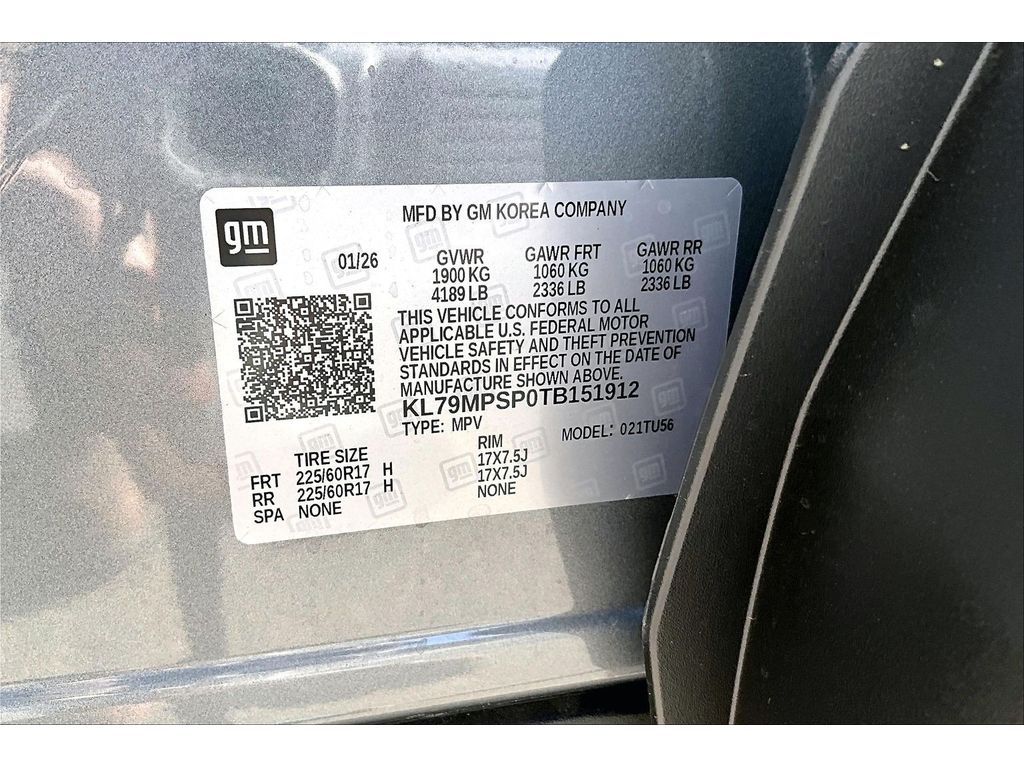 gm
MFD BY GM KOREA COMPANY
01/26
GVWR GAWR FRT GAWR RR
1900 KG 1060 KG 1060 KG
4189 LB 2336 LB 2336 LB
THIS VEHICLE CONFORMS TO ALL
APPLICABLE U.S. FEDERAL MOTOR
VEHICLE SAFETY AND THEFT PREVENTION
STANDARDS IN EFFECT ON THE DATE OF
MANUFACTURE SHOWN ABOVE.
KL79MPSP0TB151912
TYPE: MPV MODEL: 021TU56
TIRE SIZE RIM
FRT 225/60R17 H 17X7.5J
RR 225/60R17 H 17X7.5J
SPA NONE NONE